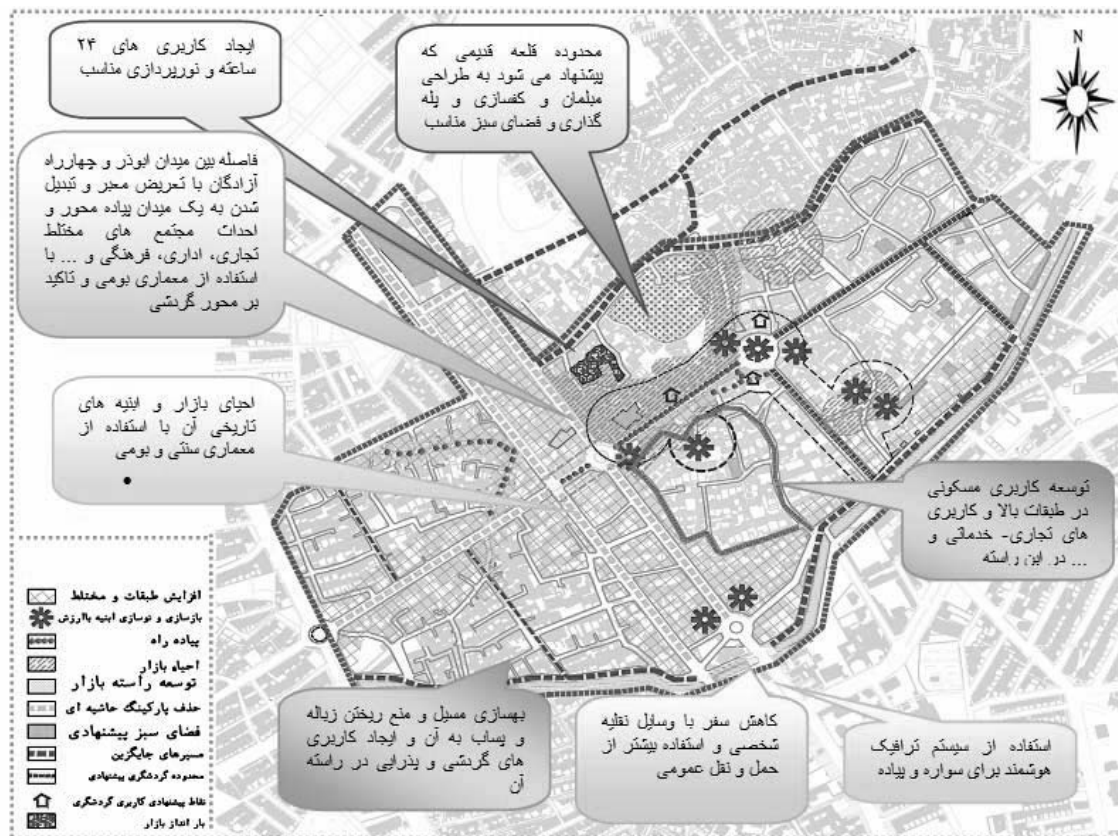 ایجاد کاربری های ۲۴
ساعته و نورپردازی مناسب
محدوده قلعه قدیمی که
پیشنهاد می شود به طراحی
مبلمان و کفسازی و پله
گذاری و فضای سبز مناسب
N
فاصله بین میدان ابوذر و چهارراه
آزادگان با تعریض معبر و تبدیل
شدن به یک میدان پیاده محور و
احداث مجتمع های مختلط
تجاری، اداری، فرهنگی و ... با
استفاده از معماری بومی و تاکید
بر محور گردشی
احیای بازار و ابنیه های
تاریخی آن با استفاده از
معماری سنتی و بومی
توسعه کاربری مسکونی
در طبقات بالا و کاربری
های تجاری- خدماتی و
... در این راسته
افزایش طبقات و مختلط
بازسازی و نوسازی ابنیه باارزش
پیاده راه
احیاء بازار
توسعه راسته بازار
حذف پارکینگ حاشیه ای
فضای سبز پیشنهادی
مسیرهای جایگزین
محدوده گردشگری پیشنهادی
نقاط پیشنهادی کاربری گردشگری
بار انداز بازار
بهسازی مسیل و منع ریختن زباله
و پساب به آن و ایجاد کاربری
های گردشی و پذرایی در راسته
آن
کاهش سفر با وسایل نقلیه
شخصی و استفاده بیشتر از
حمل و نقل عمومی
استفاده از سیستم ترافیک
هوشمند برای سواره و پیاده